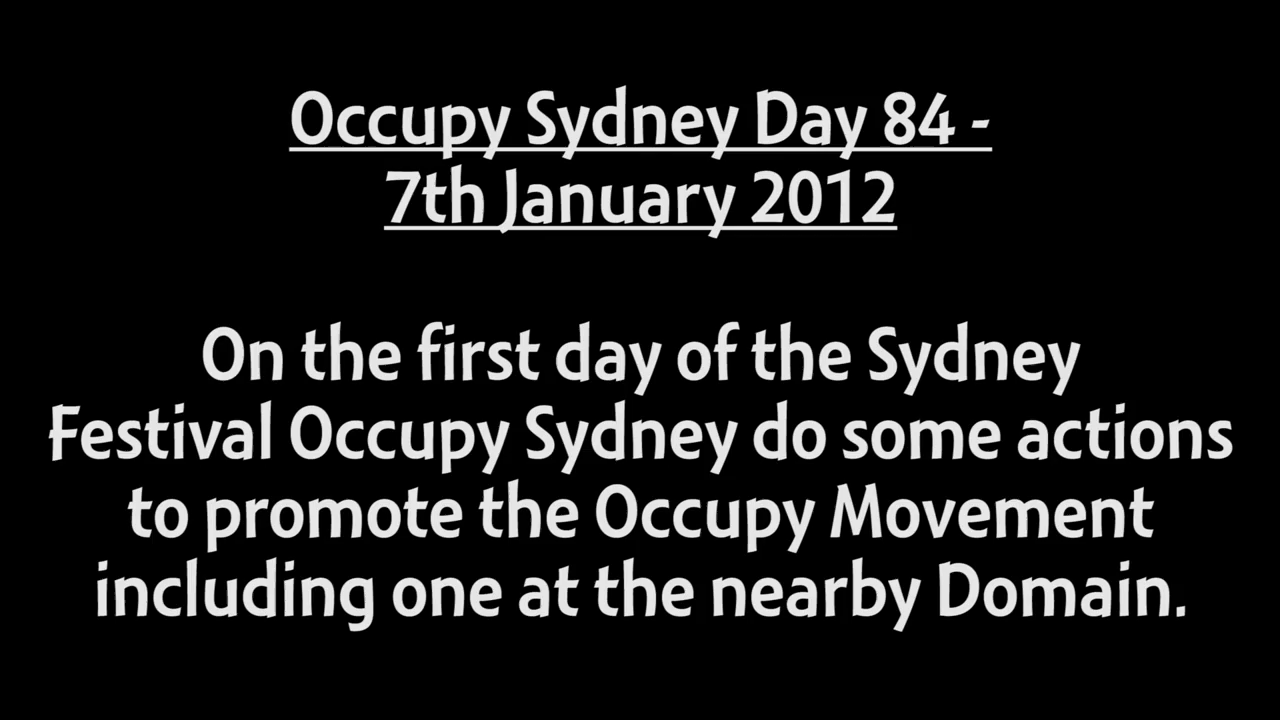 Occupy Sydney Day 84 -
7th January 2012
On the first day of the Sydney
Festival Occupy Sydney do some actions
to promote the Occupy Movement
including one at the nearby Domain.